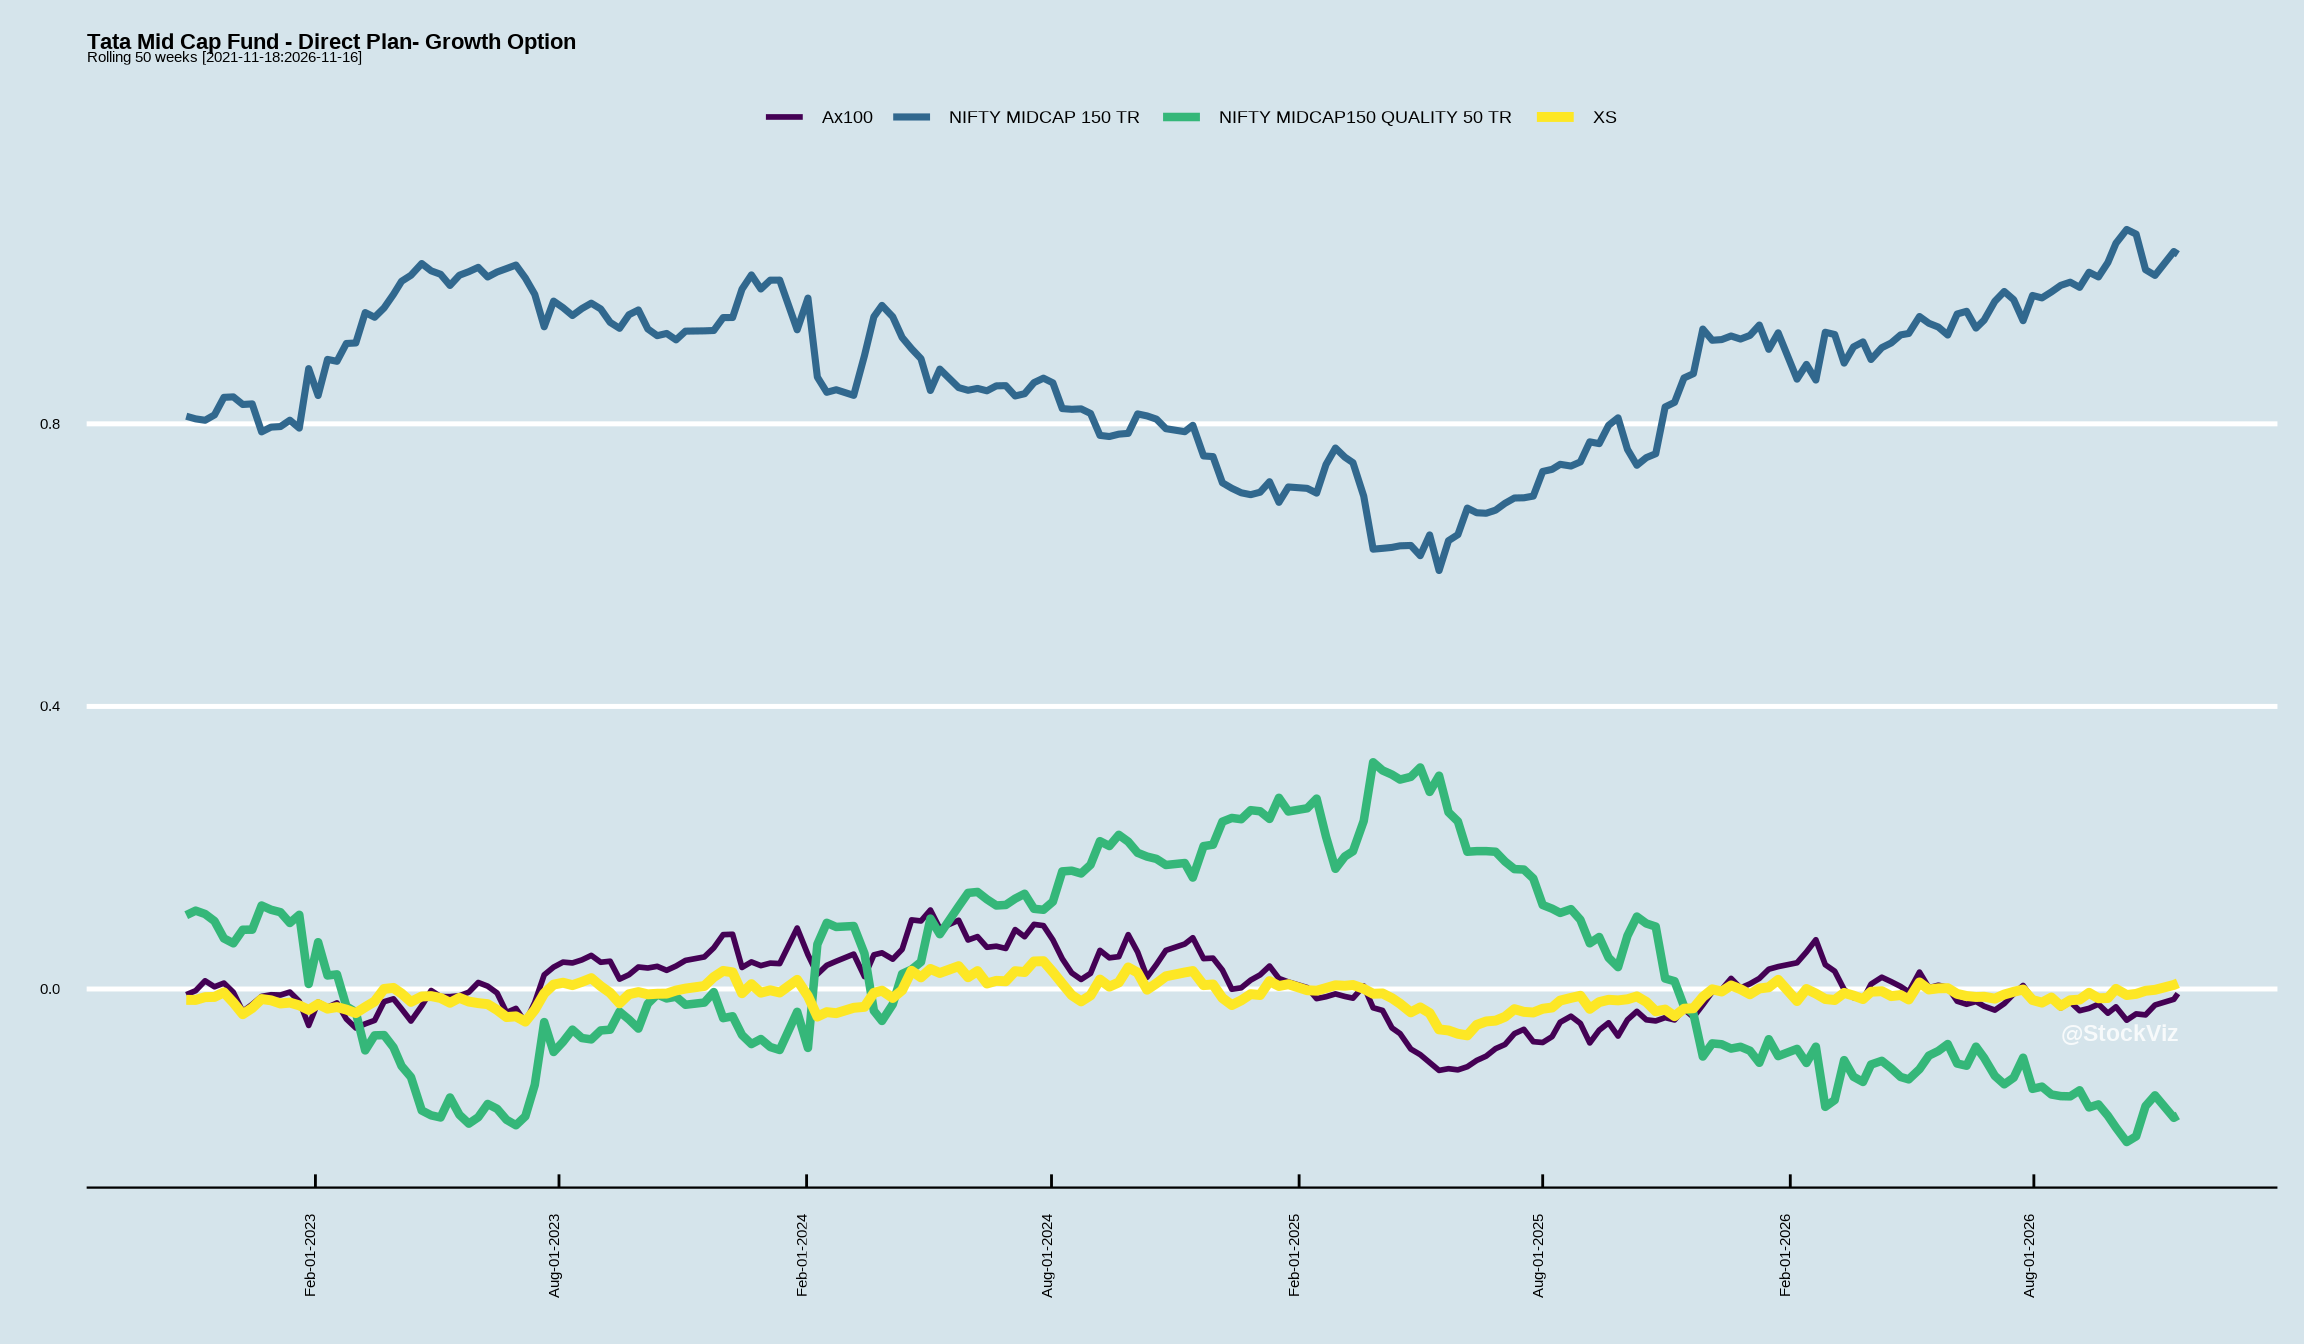 Tata Mid Cap Fund - Direct Plan- Growth Option
Rolling 50 weeks [2021-11-18:2026-11-16]
Ax100 NIFTY MIDCAP 150 TR NIFTY MIDCAP150 QUALITY 50 TR XS
0.8
0.4
0.0
@StockViz
Feb-01-2023 Aug-01-2023 Feb-01-2024 Aug-01-2024 Feb-01-2025 Aug-01-2025 Feb-01-2026 Aug-01-2026